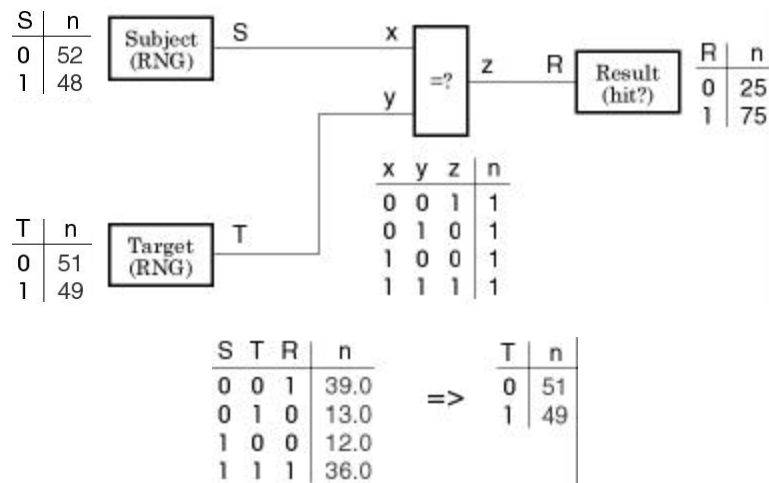 S n
0 52
1 48
Subject
(RNG)
S
x
y
=?
z
R
Result
(hit?)
R n
0 25
1 75
x y z n
0 0 1 1
0 1 0 1
1 0 0 1
1 1 1 1
T n
0 51
1 49
Target
(RNG)
T
S T R n
0 0 1 39.0
0 1 0 13.0
1 0 0 12.0
1 1 1 36.0
=>
T n
0 51
1 49